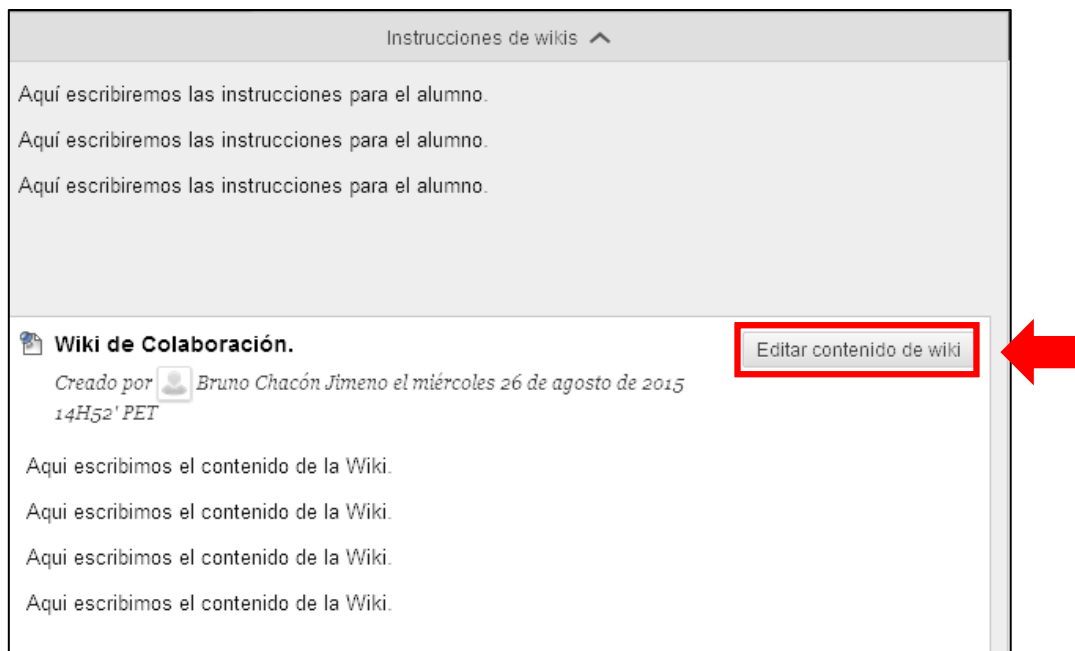 Instrucciones de wikis
Aquí escribiremos las instrucciones para el alumno.
Aquí escribiremos las instrucciones para el alumno.
Aquí escribiremos las instrucciones para el alumno.
Wiki de Colaboración.
Editar contenido de wiki
Creado por Bruno Chacón Jimeno el miércoles 26 de agosto de 2015
14H52' PET
Aqui escribimos el contenido de la Wiki.
Aqui escribimos el contenido de la Wiki.
Aqui escribimos el contenido de la Wiki.
Aqui escribimos el contenido de la Wiki.